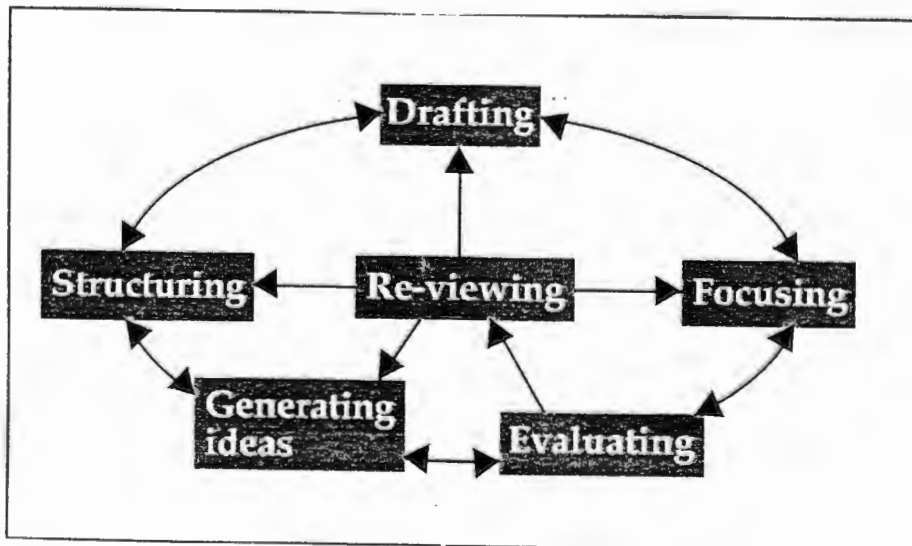 Drafting
Structuring
Re-viewing
Focusing
Generating
ideas
Evaluating